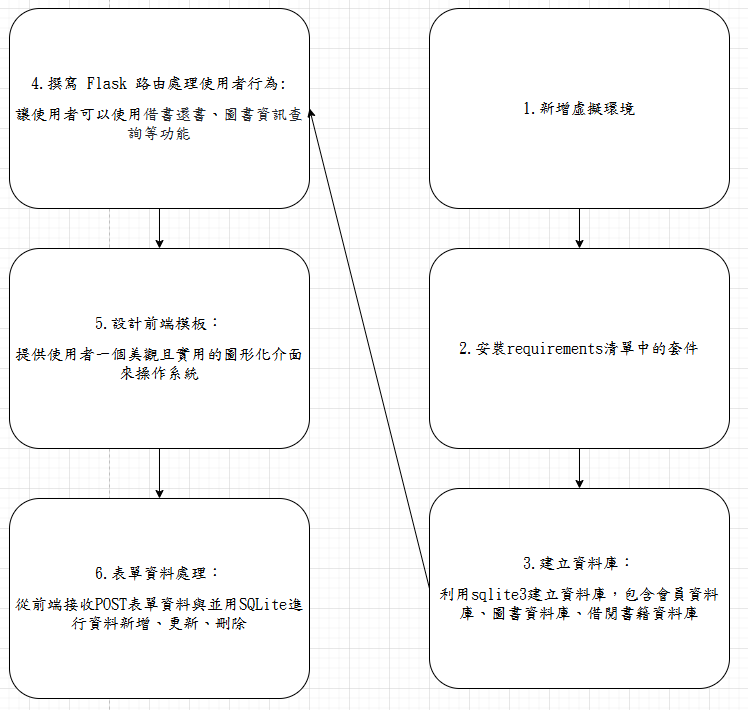 1.新增虛擬環境
2.安裝requirements清單中的套件
3.建立資料庫：
利用sqlite3建立資料庫，包含會員資料
庫、圖書資料庫、借閱書籍資料庫
4.撰寫 Flask 路由處理使用者行為:
讓使用者可以使用借書還書、圖書資訊查
詢等功能
5.設計前端模板：
提供使用者一個美觀且實用的圖形化介面
來操作系統
6.表單資料處理：
從前端接收POST表單資料與並用SQLite進
行資料新增、更新、刪除